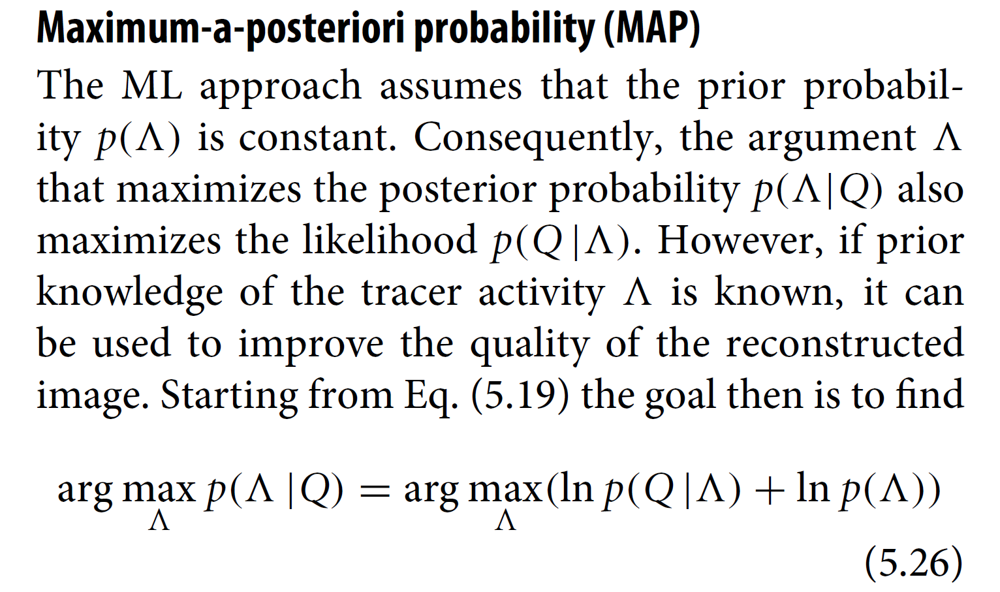 Maximum-a-posteriori probability (MAP)
The ML approach assumes that the prior probabil-
ity p(Λ) is constant. Consequently, the argument Λ
that maximizes the posterior probability p(Λ|Q) also
maximizes the likelihood p(Q|Λ). However, if prior
knowledge of the tracer activity Λ is known, it can
be used to improve the quality of the reconstructed
image. Starting from Eq. (5.19) the goal then is to find
arg max p(Λ |Q) = arg max(ln p(Q|Λ) + ln p(Λ))
Λ Λ
(5.26)